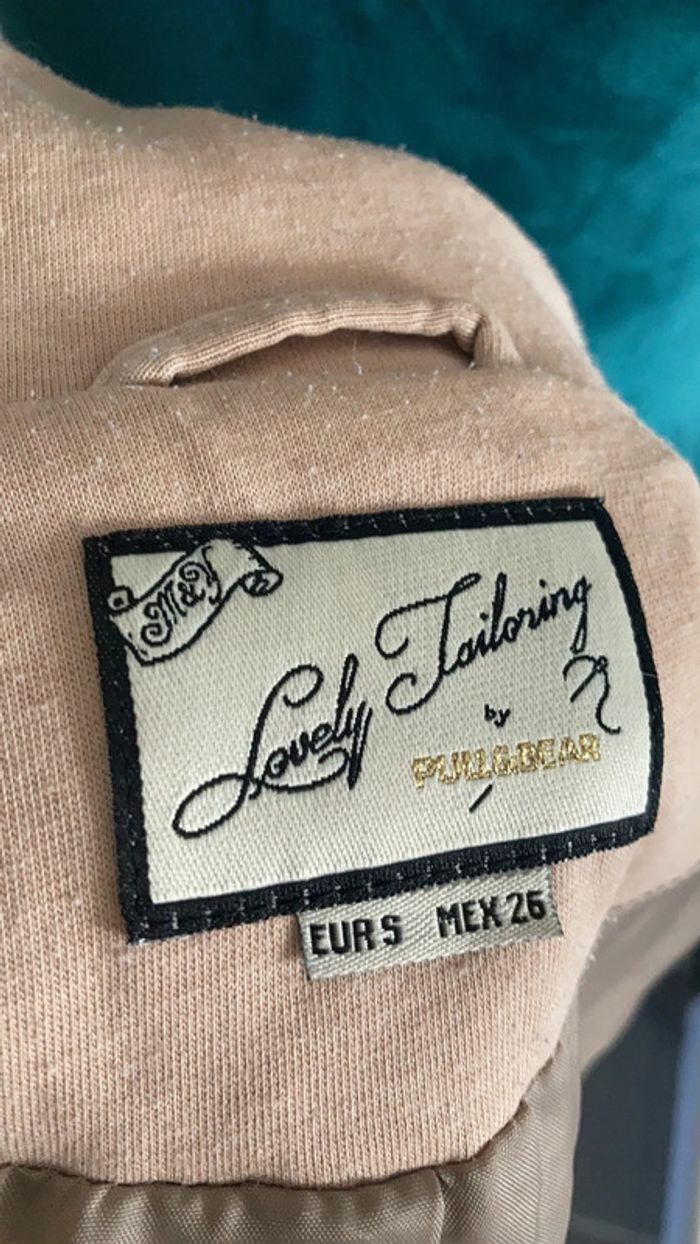 M&Y
Lovely Tailoring
by
PULL&BEAR
EUR S MEX 26